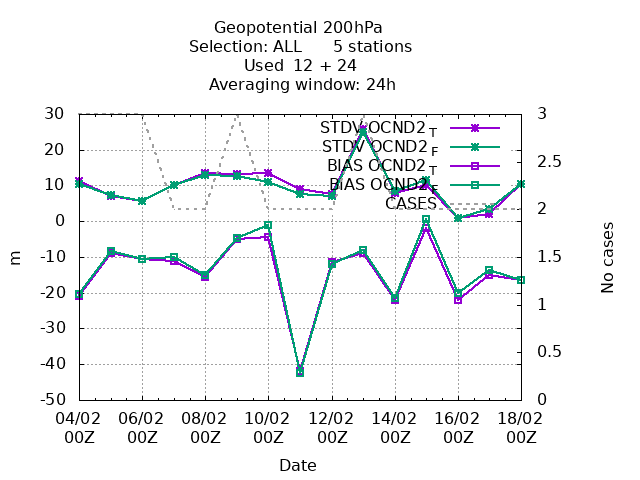 Geopotential 200hPa
Selection: ALL 5 stations
Used 12 + 24
Averaging window: 24h
STDV OCND2 T
STDV OCND2 F
BIAS OCND2 T
BIAS OCND2 F
CASES
30
20
10
0
-10
-20
-30
-40
-50
m
3
2.5
2
1.5
1
0.5
0
No cases
04/02 06/02 08/02 10/02 12/02 14/02 16/02 18/02
00Z 00Z 00Z 00Z 00Z 00Z 00Z 00Z
Date